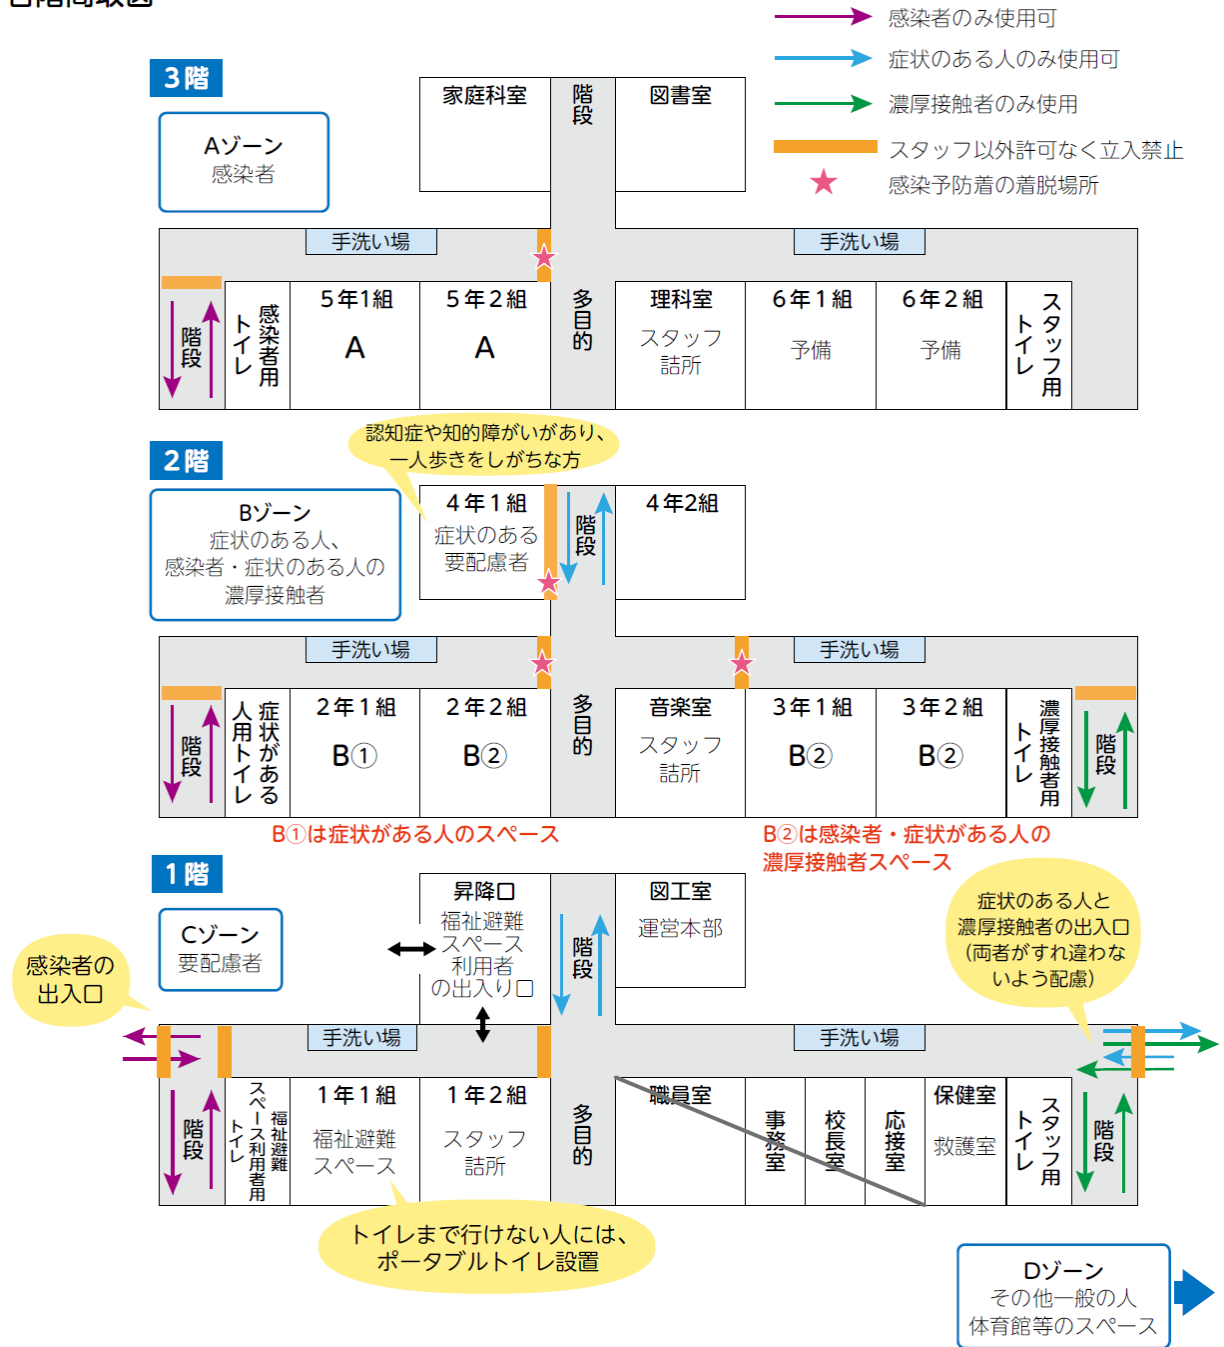 感染者のみ使用可
症状のある人のみ使用可
濃厚接触者のみ使用
スタッフ以外許可なく立入禁止
感染予防着の着脱場所
3階
Aゾーン
感染者
家庭科室
階段
図書室
手洗い場
手洗い場
階段
感染者用
トイレ
5年1組
A
5年2組
A
多目的
理科室
スタッフ
詰所
6年1組
予備
6年2組
予備
スタッフ用
トイレ
2階
認知症や知的障がいがあり、
一人歩きをしがちな方
Bゾーン
症状のある人、
感染者・症状のある人の
濃厚接触者
4年1組
症状のある
要配慮者
階段
4年2組
手洗い場
手洗い場
階段
症状がある
人用トイレ
2年1組
B①
2年2組
B②
多目的
音楽室
スタッフ
詰所
3年1組
B②
3年2組
B②
濃厚接触者用
トイレ
階段
B①は症状がある人のスペース
B②は感染者・症状がある人の
濃厚接触者スペース
1階
Cゾーン
要配慮者
感染者の
出入口
昇降口
福祉避難
スペース
利用者
の出入り口
階段
図工室
運営本部
症状のある人と
濃厚接触者の出入口
(両者がすれ違わな
いよう配慮)
手洗い場
手洗い場
階段
福祉避難
スペース利用者用
トイレ
1年1組
福祉避難
スペース
1年2組
スタッフ
詰所
多目的
職員室
事務室
校長室
応接室
保健室
救護室
スタッフ用
トイレ
階段
トイレまで行けない人には、
ポータブルトイレ設置
Dゾーン
その他一般の人
体育館等のスペース